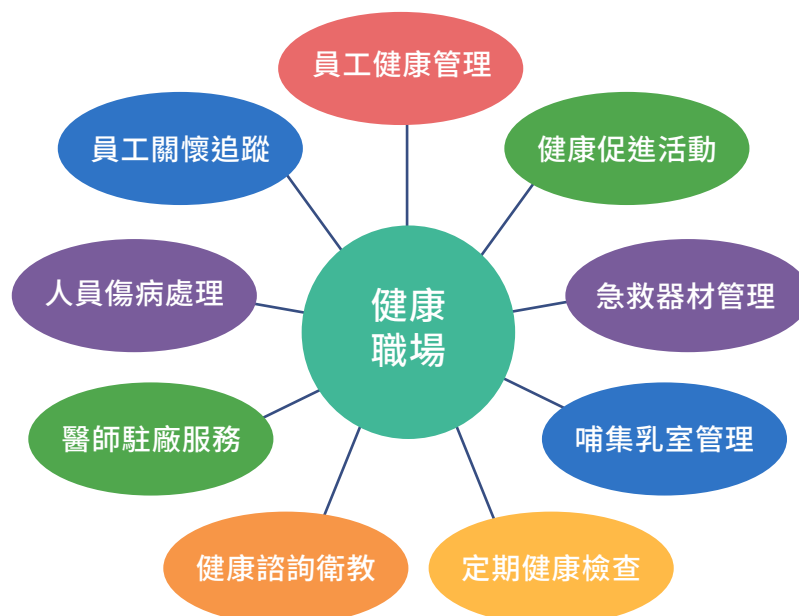 員工健康管理
健康促進活動
急救器材管理
哺集乳室管理
定期健康檢查
健康諮詢衛教
醫師駐廠服務
人員傷病處理
員工關懷追蹤
健康
職場